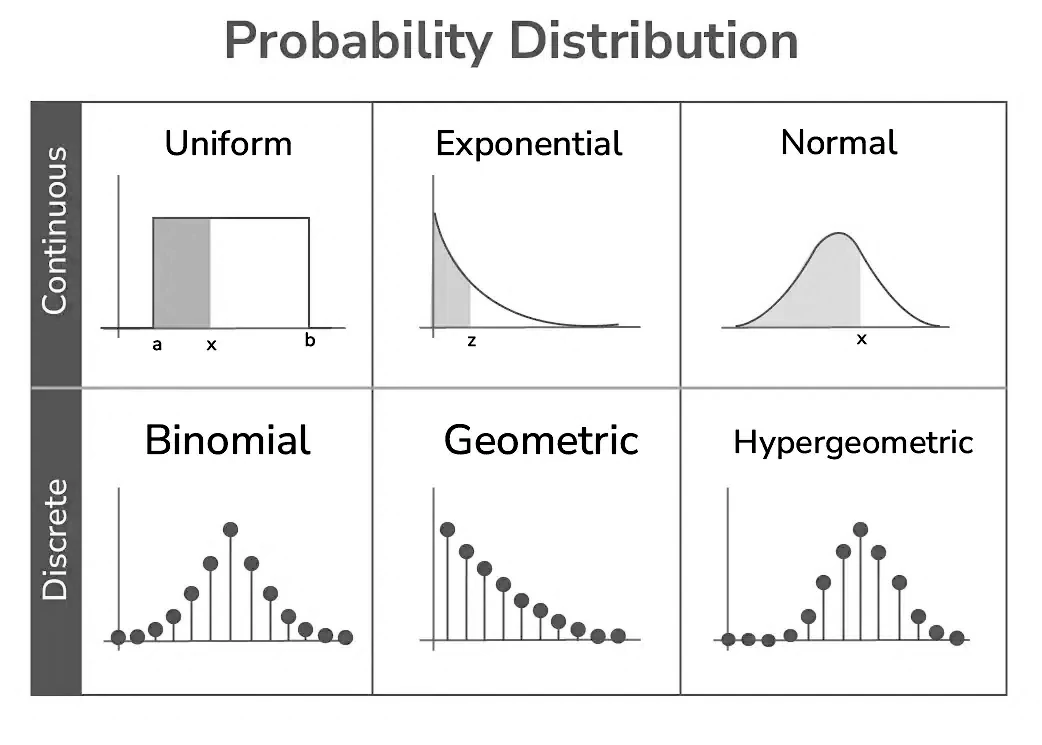 Probability Distribution
Continuous
Uniform
Exponential
Normal
a
x
b
z
x
Discrete
Binomial
Geometric
Hypergeometric